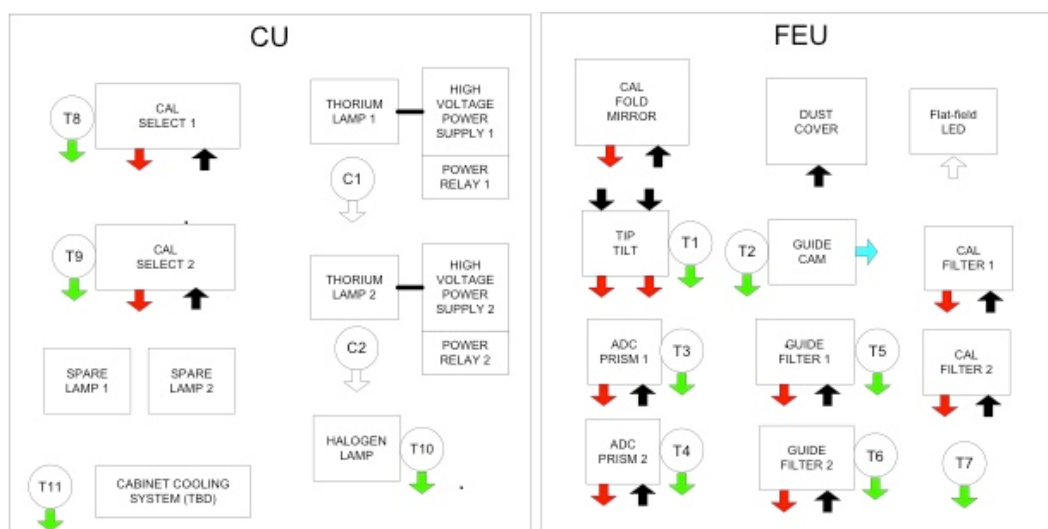 CU
T8
CAL
SELECT 1
THORIUM
LAMP 1
HIGH
VOLTAGE
POWER
SUPPLY 1
POWER
RELAY 1
C1
T9
CAL
SELECT 2
THORIUM
LAMP 2
HIGH
VOLTAGE
POWER
SUPPLY 2
POWER
RELAY 2
C2
SPARE
LAMP 1
SPARE
LAMP 2
HALOGEN
LAMP
T10
T11
CABINET COOLING
SYSTEM (TBD)
FEU
CAL
FOLD
MIRROR
DUST
COVER
Flat-field
LED
TIP
TILT
T1
T2
GUIDE
CAM
CAL
FILTER 1
ADC
PRISM 1
T3
GUIDE
FILTER 1
T5
CAL
FILTER 2
ADC
PRISM 2
T4
GUIDE
FILTER 2
T6
T7